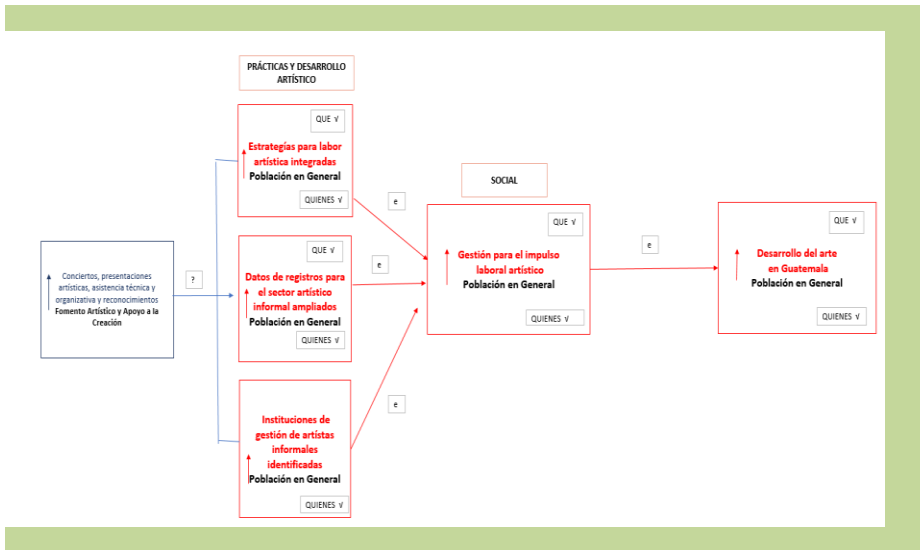 PRÁCTICAS Y DESARROLLO
ARTÍSTICO
QUE √
Estrategías para labor
artística integradas
Población en General
QUIENES √
e
SOCIAL
QUE √
Gestión para el impulso
laboral artístico
Población en General
QUIENES √
e
QUE √
Desarrollo del arte
en Guatemala
Población en General
QUIENES √
Conciertos, presentaciones
artísticas, asistencia técnica y
organizativa y reconocimientos
Fomento Artístico y Apoyo a la
Creación
?
QUE √
Datos de registros para
el sector artístico
informal ampliados
Población en General
QUIENES √
e
Instituciones de
gestión de artístas
informales
identificadas
Población en General
QUIENES √
e